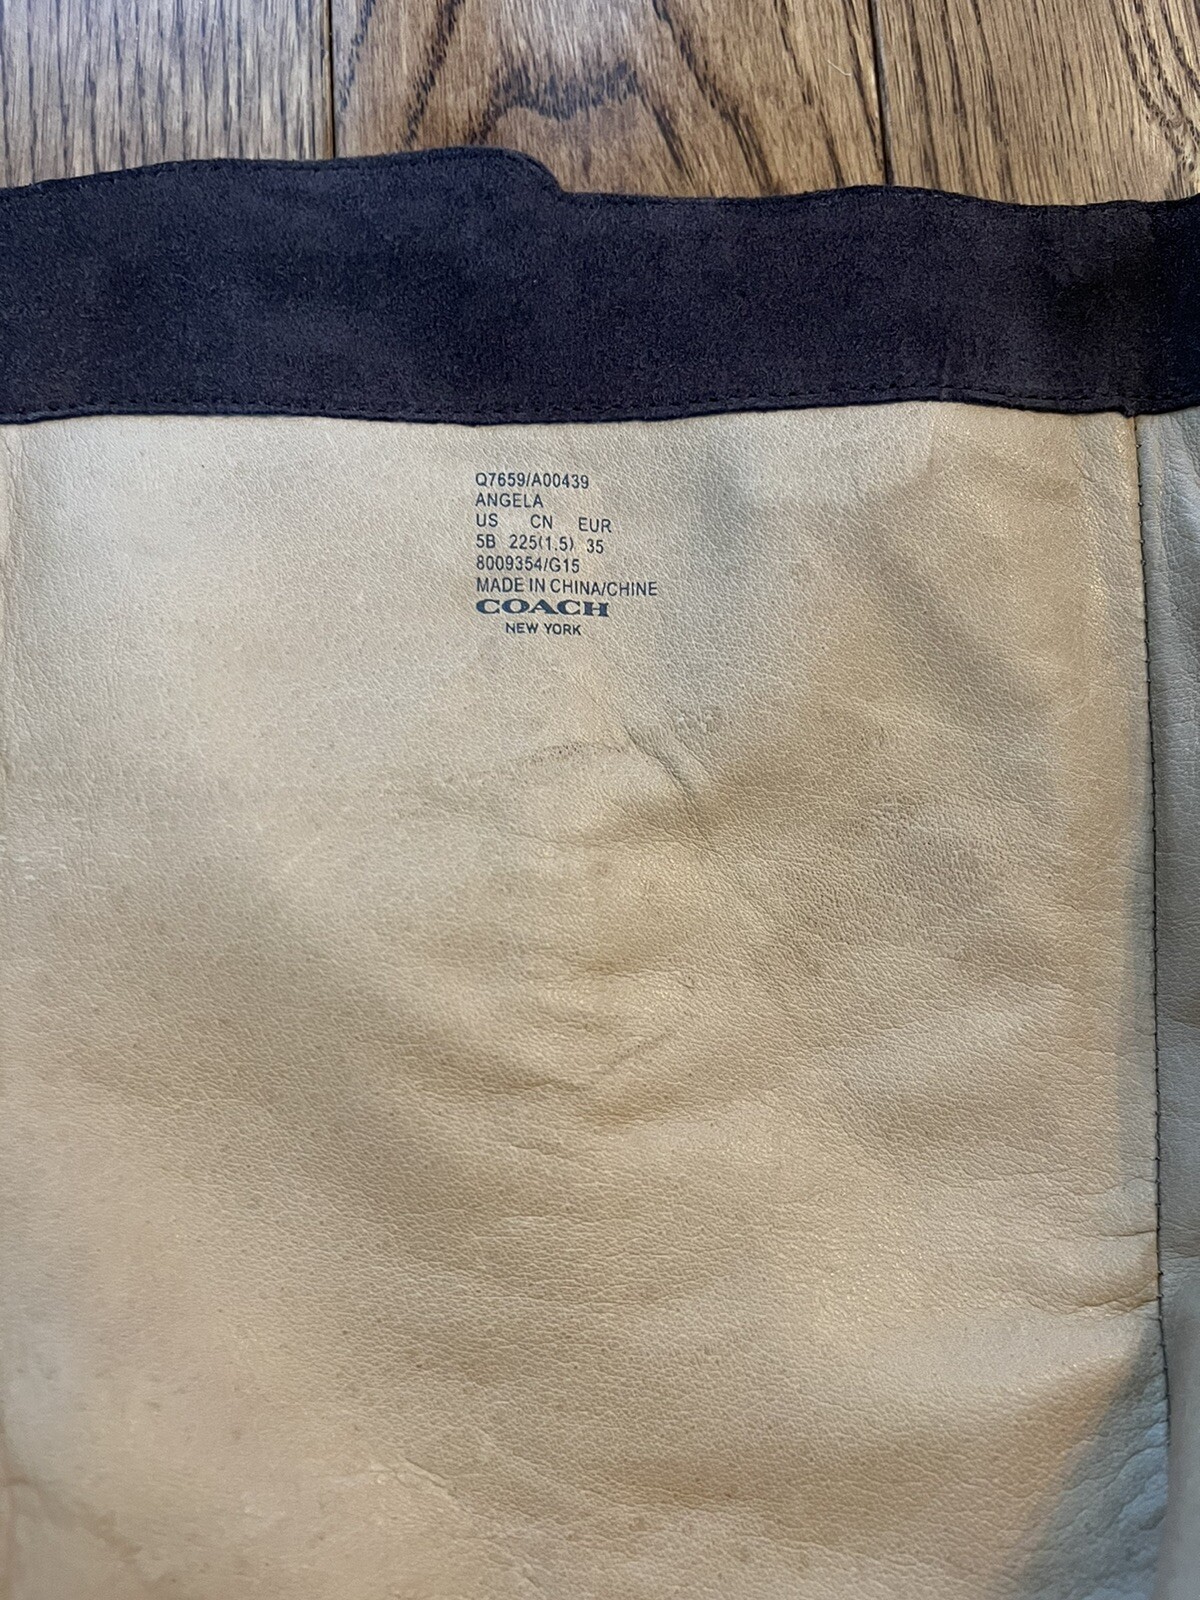 Q7659/A00439
ANGELA
US CN EUR
5B 225(1.5) 35
8009354/G15
MADE IN CHINA/CHINE
COACH
NEW YORK